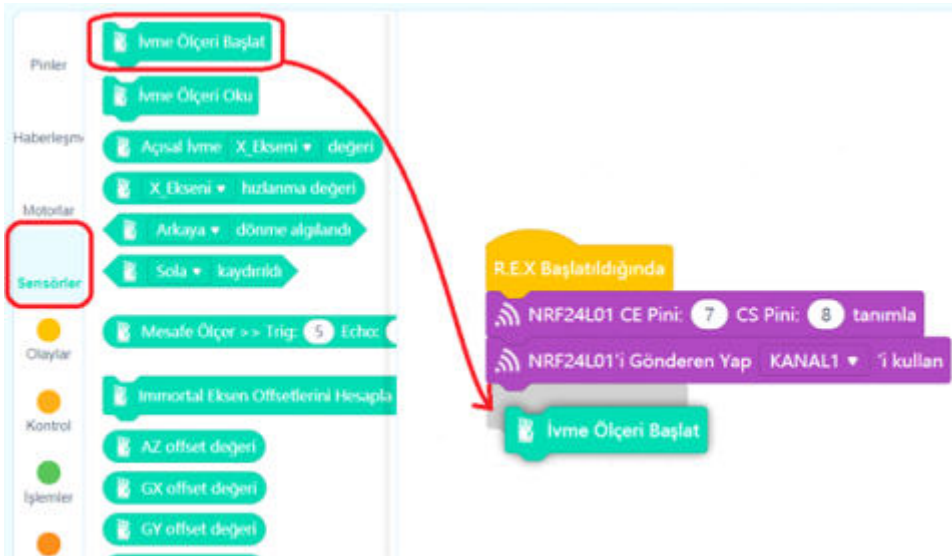 Pinler
Haberleşm
Motorlar
Sensörler
Olaylar
Kontrol
İşlemler
İvme Ölçeri Başlat
İvme Ölçeri Oku
Açısal İvme X_Ekseni değeri
X_Ekseni hızlanma değeri
Arkaya dönme algılandı
Sola kaydırıldı
Mesafe Ölçer >> Trig: 5 Echo:
Immortal Eksen Offsetlerini Hesapla
AZ offset değeri
GX offset değeri
GY offset değeri
R.E.X Başlatıldığında
NRF24L01 CE Pini: 7 CS Pini: 8 tanımla
NRF24L01'i Gönderen Yap KANAL1 'i kullan
İvme Ölçeri Başlat